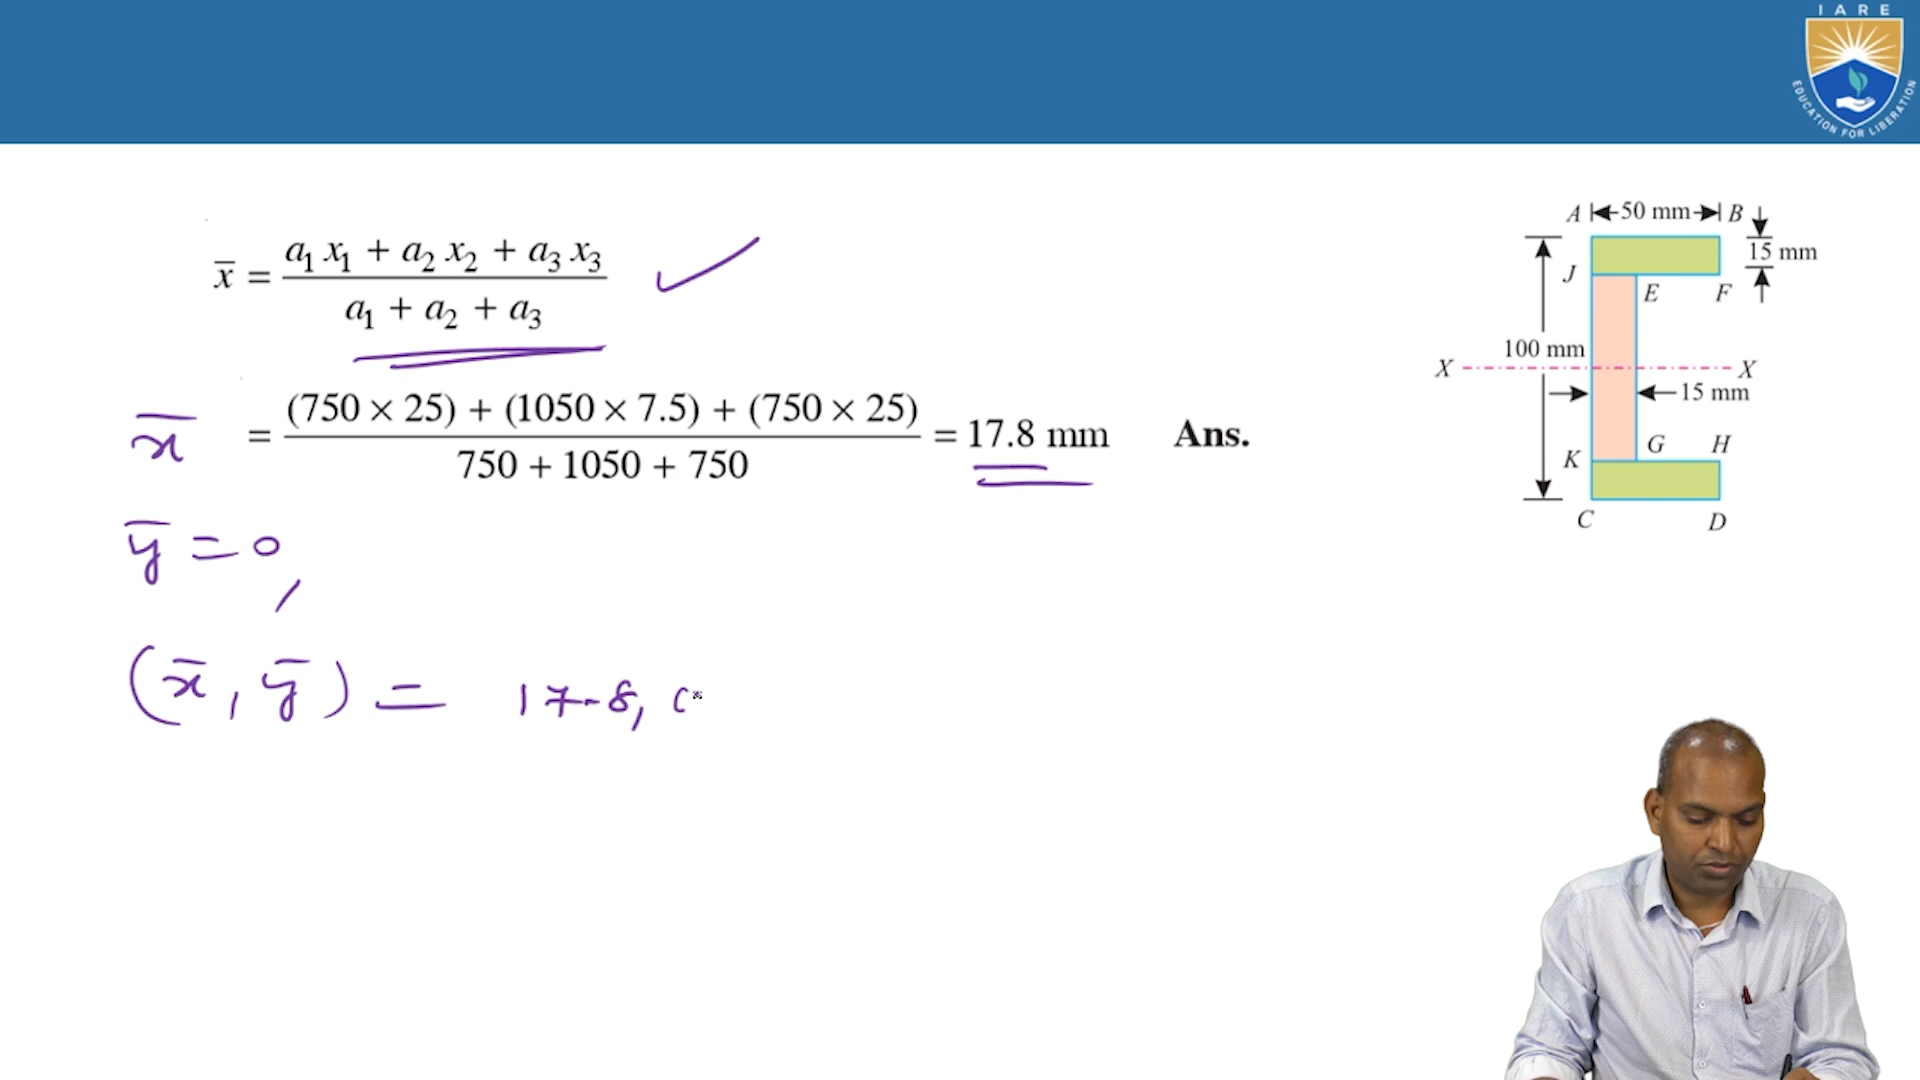 I A R E
EDUCATION FOR LIBERATION
x̄ = (a₁ x₁ + a₂ x₂ + a₃ x₃) / (a₁ + a₂ + a₃)
x̄ = ((750 × 25) + (1050 × 7.5) + (750 × 25)) / (750 + 1050 + 750) = 17.8 mm Ans.
ȳ = 0,
(x̄, ȳ) = 17.8,
A 50 mm B
15 mm
J
E F
100 mm
X X
15 mm
K G H
C D